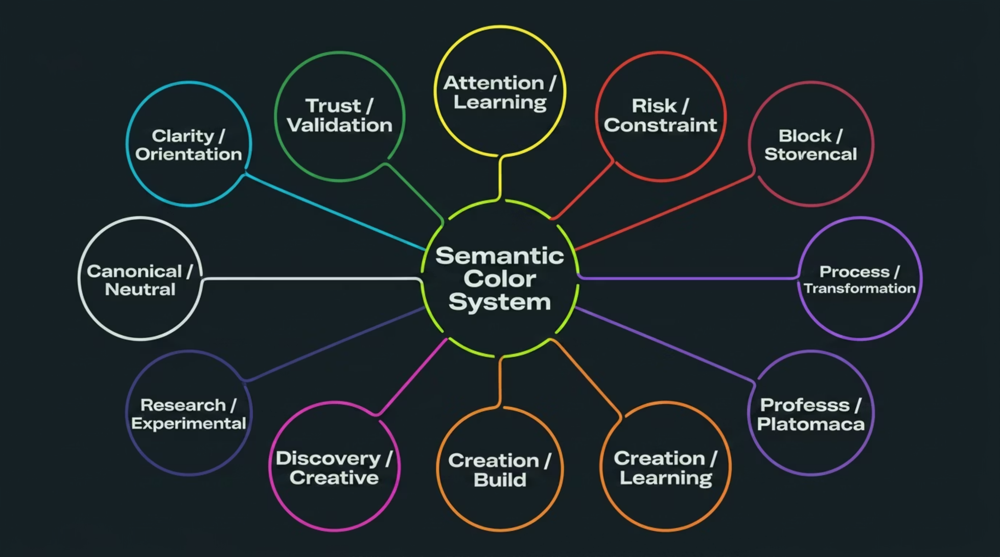 Attention /
Learning
Trust /
Validation
Risk /
Constraint
Clarity /
Orientation
Block /
Storencal
Semantic
Color
System
Canonical /
Neutral
Process /
Transformation
Research /
Experimental
Professs /
Platomaca
Discovery /
Creative
Creation /
Build
Creation /
Learning